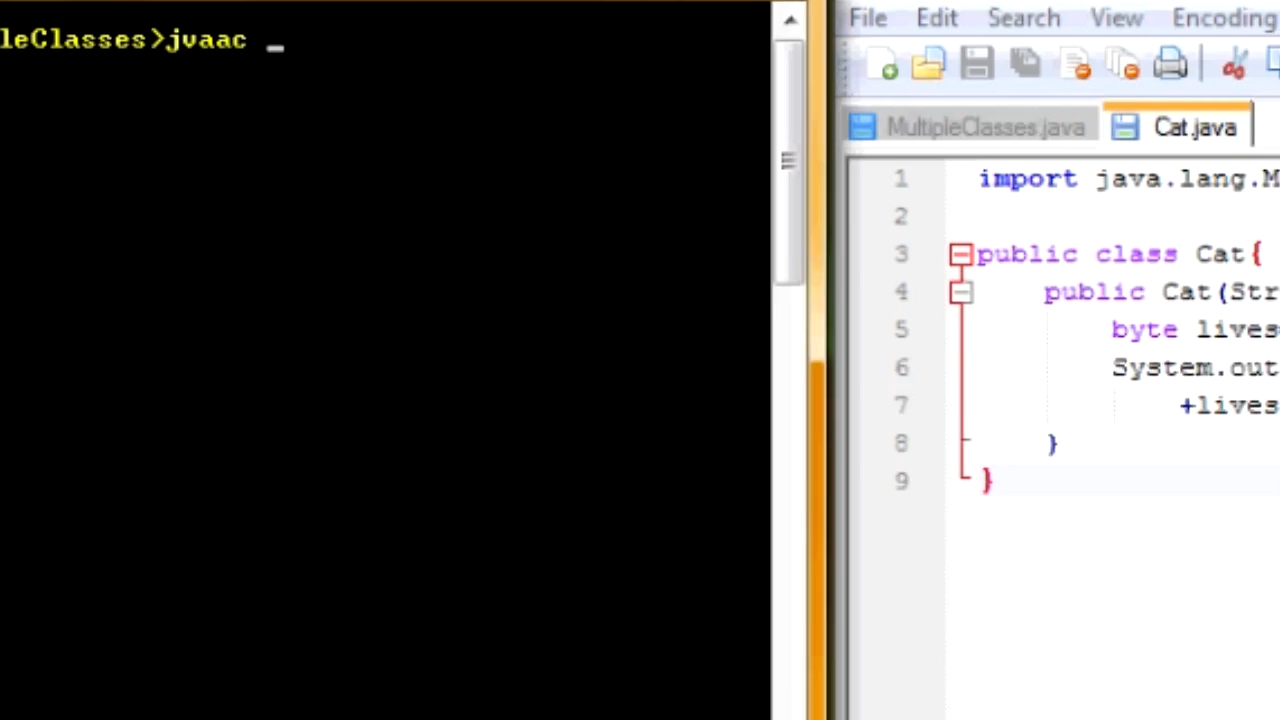 leClasses>jvaac _
File Edit Search View Encoding
MultipleClasses.java Cat.java
1 import java.lang.M
2
3 public class Cat{
4 public Cat(Str
5 byte lives
6 System.out
7 +lives
8 }
9 }